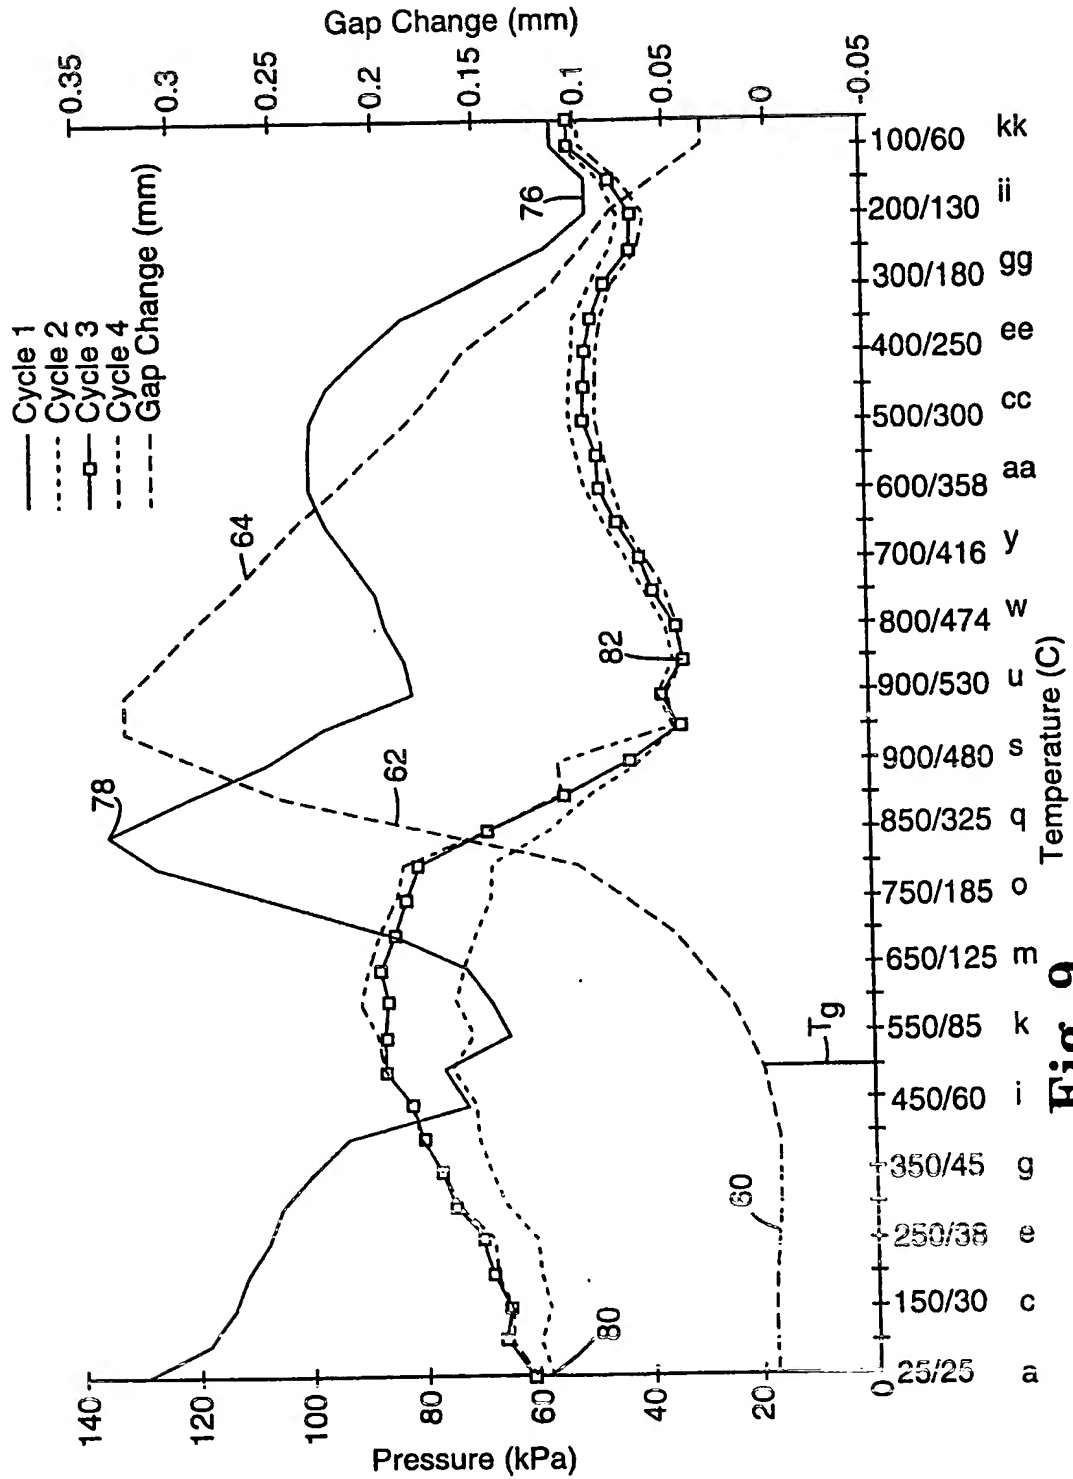 Cycle 1
Cycle 2
Cycle 3
Cycle 4
Gap Change (mm)
Pressure (kPa)
140
120
100
80
60
40
20
0
Gap Change (mm)
0.35
0.3
0.25
0.2
0.15
0.1
0.05
0
-0.05
78
62
64
76
82
80
60
Tg
25/25
150/30
250/38
350/45
450/60
550/85
650/125
750/185
850/325
900/480
900/530
800/474
700/416
600/358
500/300
400/250
300/180
200/130
100/60
a
c
e
g
i
k
m
o
q
s
u
w
y
aa
cc
ee
gg
ii
kk
Temperature (C)
Fig. 9